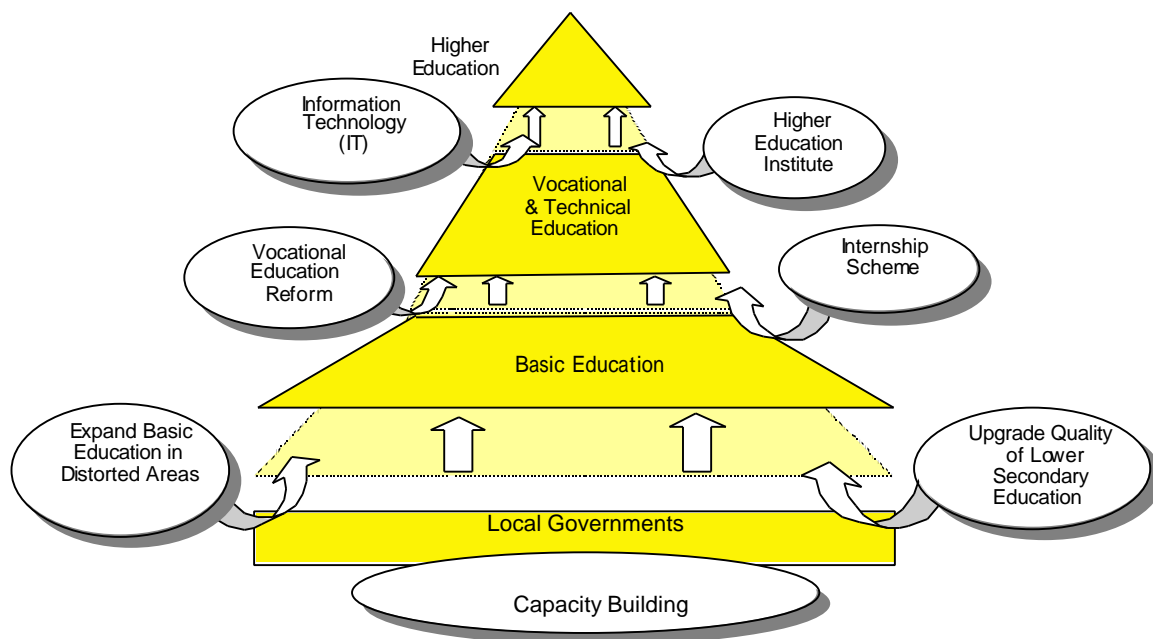 Higher
Education
Information
Technology
(IT)
Higher
Education
Institute
Vocational
& Technical
Education
Vocational
Education
Reform
Internship
Scheme
Basic Education
Expand Basic
Education in
Distorted Areas
Upgrade Quality
of Lower
Secondary
Education
Local Governments
Capacity Building